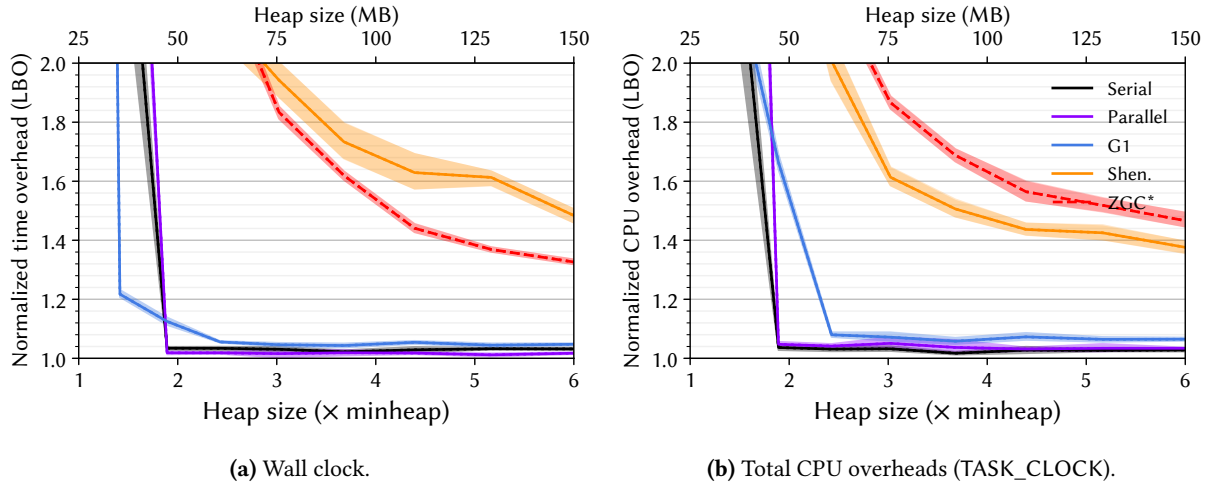 Heap size (MB)
25 50 75 100 125 150
Normalized time overhead (LBO)
2.0
1.8
1.6
1.4
1.2
1.0
1 2 3 4 5 6
Heap size (× minheap)
(a) Wall clock.
Heap size (MB)
25 50 75 100 125 150
Normalized CPU overhead (LBO)
2.0
1.8
1.6
1.4
1.2
1.0
Serial
Parallel
G1
Shen.
ZGC*
1 2 3 4 5 6
Heap size (× minheap)
(b) Total CPU overheads (TASK_CLOCK).